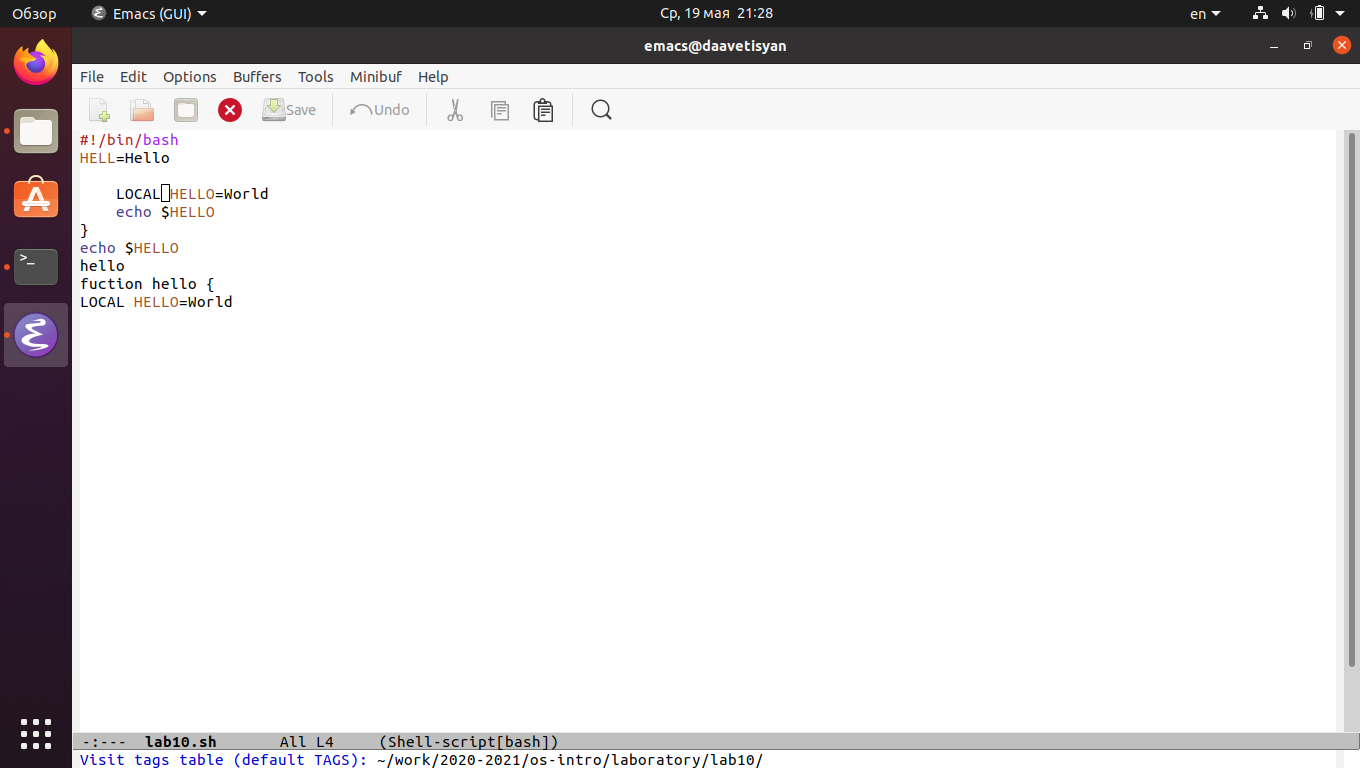 Обзор Emacs (GUI) Ср, 19 мая 21:28 en
emacs@daavetisyan
File Edit Options Buffers Tools Minibuf Help
Save Undo
#!/bin/bash
HELL=Hello
LOCAL HELLO=World
echo $HELLO
}
echo $HELLO
hello
fuction hello {
LOCAL HELLO=World
-:--- lab10.sh All L4 (Shell-script[bash])
Visit tags table (default TAGS): ~/work/2020-2021/os-intro/laboratory/lab10/